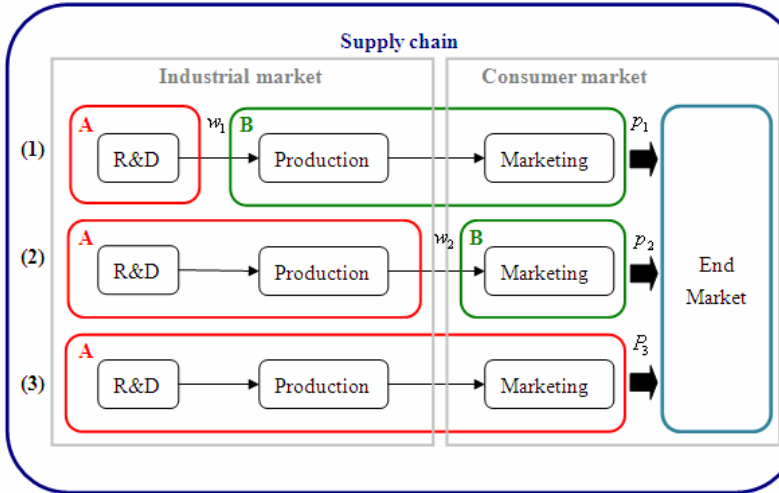 Supply chain
Industrial market
Consumer market
A
w₁
B
p₁
(1)
R&D
Production
Marketing
A
w₂
B
p₂
(2)
R&D
Production
Marketing
End
Market
A
P₃
(3)
R&D
Production
Marketing